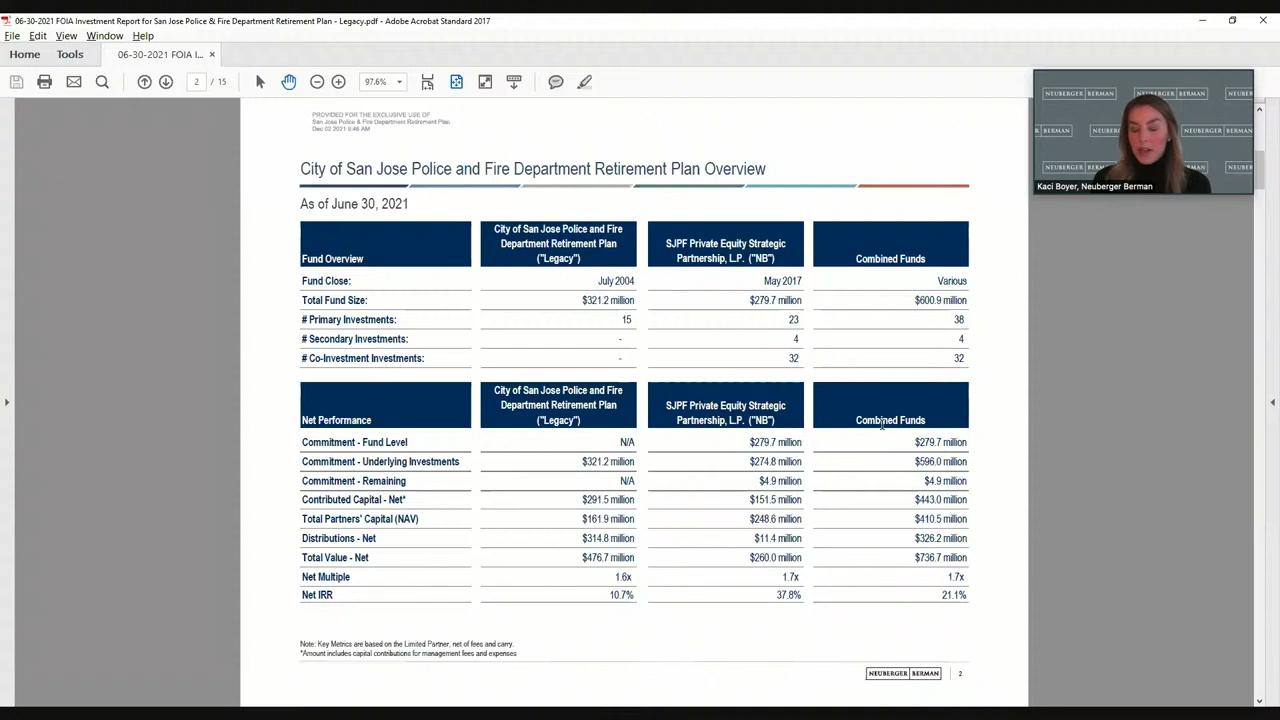 06-30-2021 FOIA Investment Report for San Jose Police & Fire Department Retirement Plan - Legacy.pdf - Adobe Acrobat Standard 2017
File Edit View Window Help
Home Tools 06-30-2021 FOIA I... ×
2 / 15 97.6%
PROVIDED FOR THE EXCLUSIVE USE OF
San Jose Police & Fire Department Retirement Plan
Dec 02 2021 8:46 AM
City of San Jose Police and Fire Department Retirement Plan Overview
As of June 30, 2021
Fund Overview City of San Jose Police and Fire Department Retirement Plan ("Legacy") SJPF Private Equity Strategic Partnership, L.P. ("NB") Combined Funds
Fund Close: July 2004 May 2017 Various
Total Fund Size: $321.2 million $279.7 million $600.9 million
# Primary Investments: 15 23 38
# Secondary Investments: - 4 4
# Co-Investment Investments: - 32 32
Net Performance City of San Jose Police and Fire Department Retirement Plan ("Legacy") SJPF Private Equity Strategic Partnership, L.P. ("NB") Combined Funds
Commitment - Fund Level N/A $279.7 million $279.7 million
Commitment - Underlying Investments $321.2 million $274.8 million $596.0 million
Commitment - Remaining N/A $4.9 million $4.9 million
Contributed Capital - Net* $291.5 million $151.5 million $443.0 million
Total Partners' Capital (NAV) $161.9 million $248.6 million $410.5 million
Distributions - Net $314.8 million $11.4 million $326.2 million
Total Value - Net $476.7 million $260.0 million $736.7 million
Net Multiple 1.6x 1.7x 1.7x
Net IRR 10.7% 37.8% 21.1%
Note: Key Metrics are based on the Limited Partner, net of fees and carry.
*Amount includes capital contributions for management fees and expenses
NEUBERGER BERMAN 2
NEUBERGER BERMAN
NEUBERGER BERMAN
Kaci Boyer, Neuberger Berman